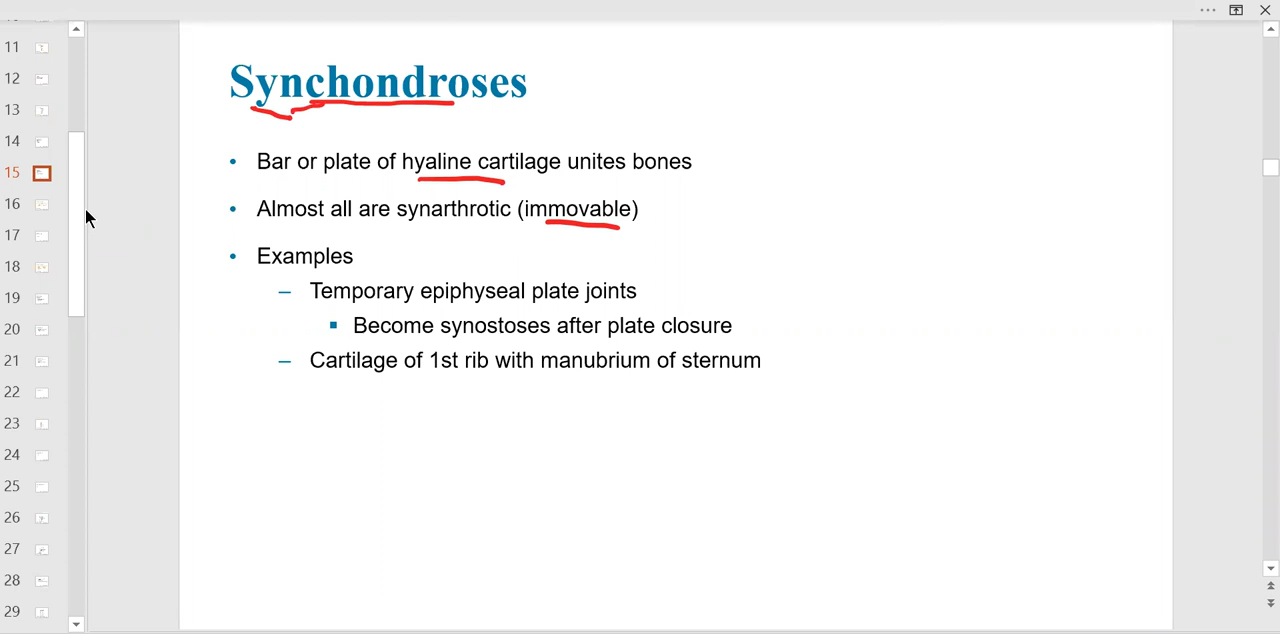 Synchondroses
• Bar or plate of hyaline cartilage unites bones
• Almost all are synarthrotic (immovable)
• Examples
– Temporary epiphyseal plate joints
▪ Become synostoses after plate closure
– Cartilage of 1st rib with manubrium of sternum
11
12
13
14
15
16
17
18
19
20
21
22
23
24
25
26
27
28
29